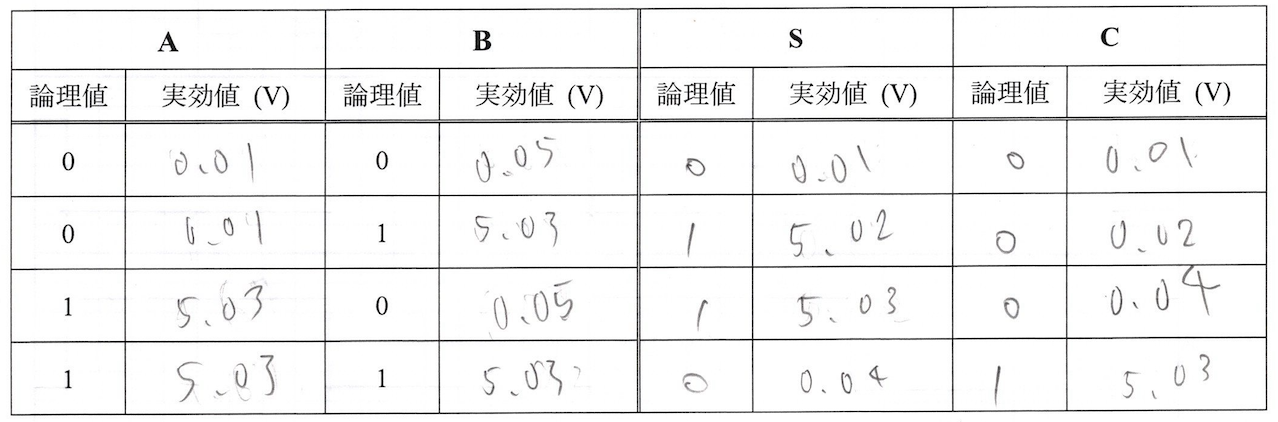 A B S C
論理値 実効値 (V) 論理値 実効値 (V) 論理値 実効値 (V) 論理値 実効値 (V)
0 0.01 0 0.05 0 0.01 0 0.01
0 0.01 1 5.03 1 5.02 0 0.02
1 5.03 0 0.05 1 5.03 0 0.04
1 5.03 1 5.03 0 0.04 1 5.03